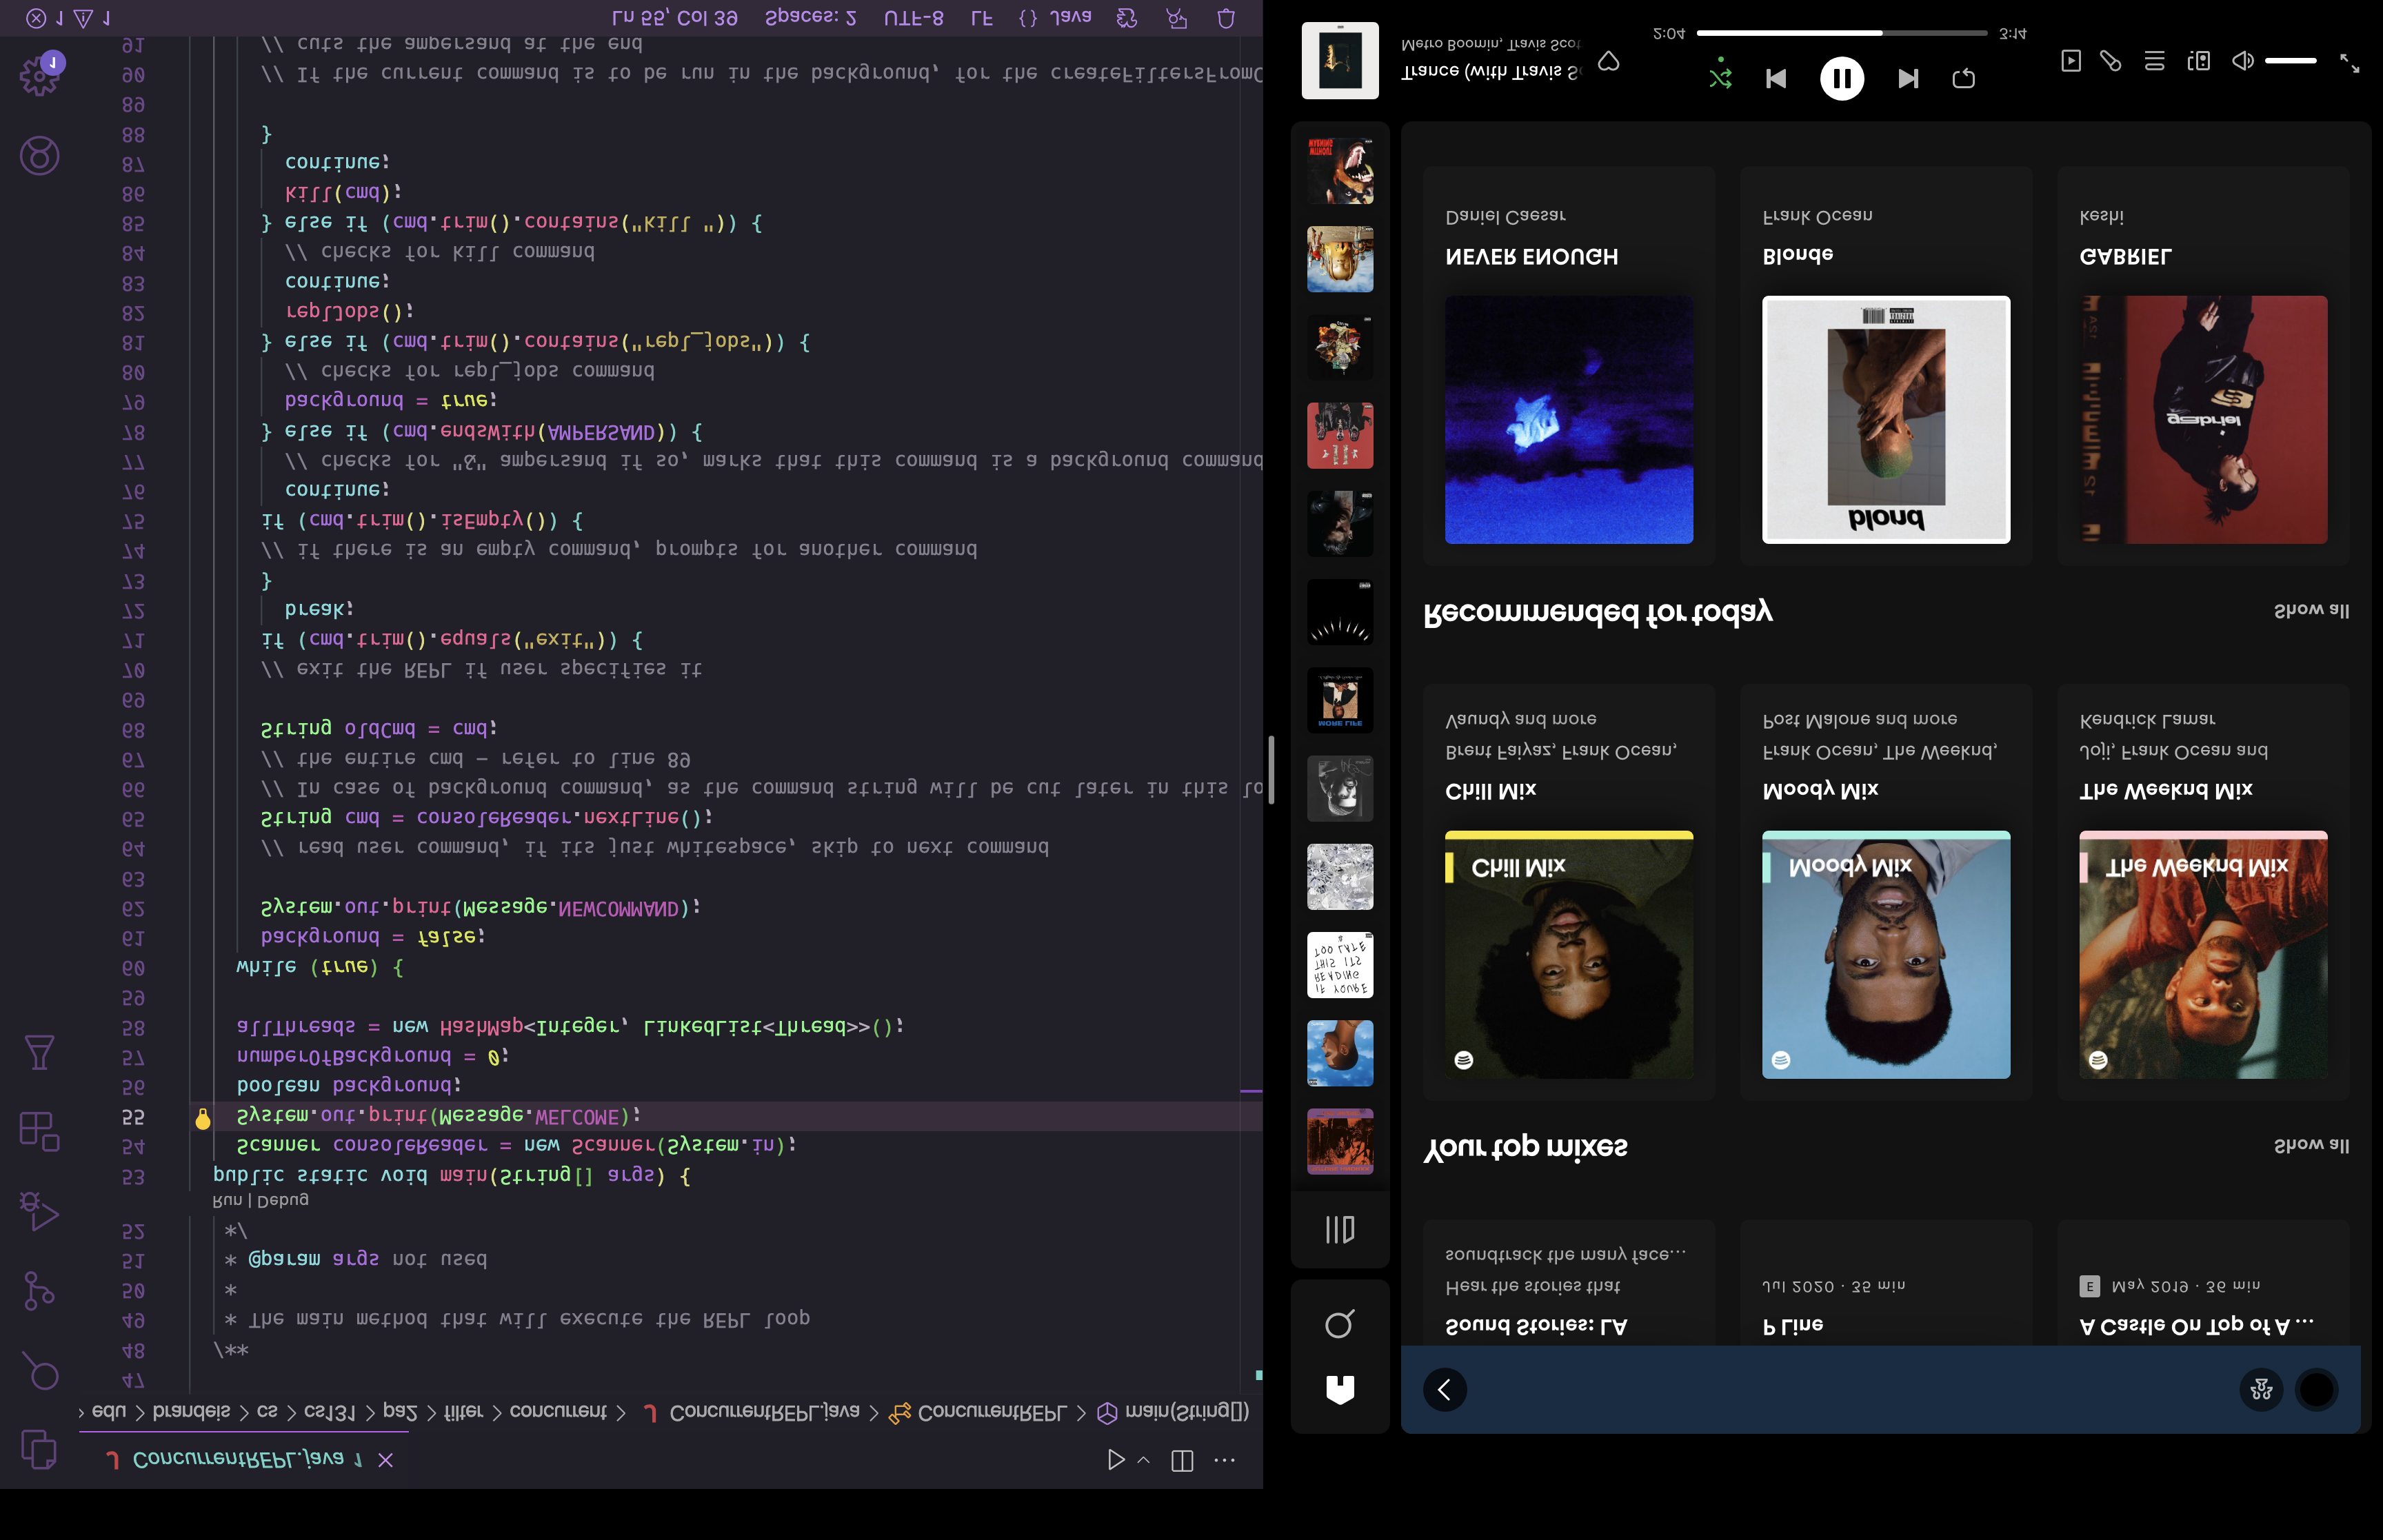 ConcurrentREPL.java 1
edu > brandeis > cs > cs131 > pa2 > filter > concurrent > ConcurrentREPL.java > ConcurrentREPL > main(String[])
47
48 /**
49 * The main method that will execute the REPL loop
50 *
51 * @param args not used
52 */
Run | Debug
53 public static void main(String[] args) {
54 Scanner consoleReader = new Scanner(System.in);
55 System.out.print(Message.WELCOME);
56 boolean background;
57 numberOfBackground = 0;
58 allThreads = new HashMap<Integer, LinkedList<Thread>>();
59
60 while (true) {
61 background = false;
62 System.out.print(Message.NEWCOMMAND);
63
64 // read user command, if its just whitespace, skip to next command
65 String cmd = consoleReader.nextLine();
66 // In case of background command, as the command string will be cut later in this lo
67 // the entire cmd - refer to line 89
68 String oldCmd = cmd;
69
70 // exit the REPL if user specifies it
71 if (cmd.trim().equals("exit")) {
72 break;
73 }
74 // if there is an empty command, prompts for another command
75 if (cmd.trim().isEmpty()) {
76 continue;
77 // checks for "&" ampersand if so, marks that this command is a background command
78 } else if (cmd.endsWith(AMPERSAND)) {
79 background = true;
80 // checks for repl_jobs command
81 } else if (cmd.trim().contains("repl_jobs")) {
82 replJobs();
83 continue;
84 // checks for kill command
85 } else if (cmd.trim().contains("kill ")) {
86 kill(cmd);
87 continue;
88 }
89
90 // If the current command is to be run in the background, for the createFiltersFromC
91 // cuts the ampersand at the end
1 1 Ln 55, Col 39 Spaces: 2 UTF-8 LF {} Java
1
Sound Stories: LA
Hear the stories that
soundtrack the many face...
P Line
Jul 2020 · 35 min
A Castle On Top of A ...
E May 2019 · 36 min
Your top mixes
Show all
Chill Mix
Moody Mix
The Weeknd Mix
Chill Mix
Brent Faiyaz, Frank Ocean,
Vaundy and more
Moody Mix
Frank Ocean, The Weeknd,
Post Malone and more
The Weeknd Mix
Joji, Frank Ocean and
Kendrick Lamar
Recommended for today
Show all
blond
gabriel
NEVER ENOUGH
Daniel Caesar
Blonde
Frank Ocean
GABRIEL
keshi
IF YOURE
READING
THIS ITS
TOO LATE
MORE LIFE
WITHOUT
WARNING
Trance (with Travis Sc
Metro Boomin, Travis Scot
2:04
3:14